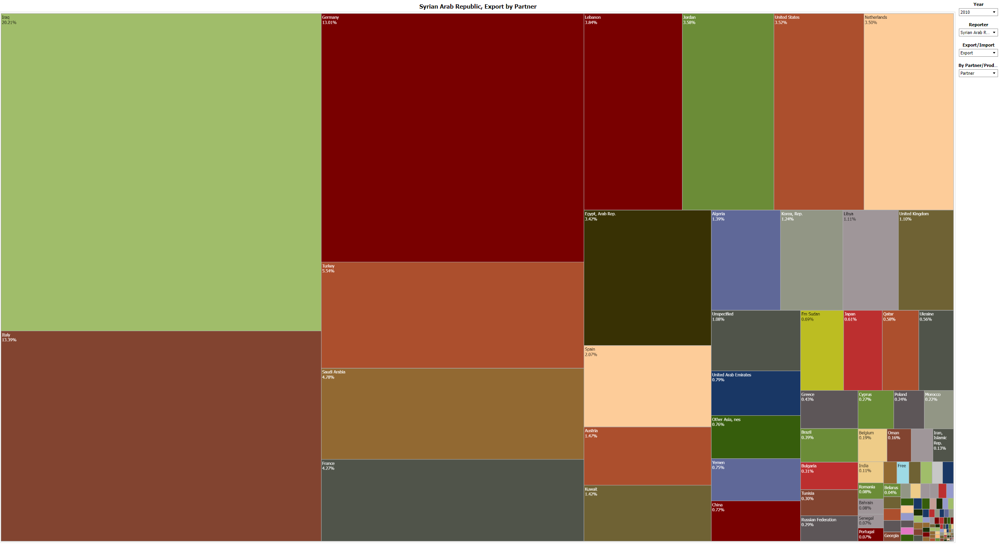 Syrian Arab Republic, Export by Partner
Year
2010
Reporter
Syrian Arab R...
Export/Import
Export
By Partner/Prod...
Partner
Iraq
20.21%
Italy
13.39%
Germany
13.01%
Turkey
5.54%
Saudi Arabia
4.78%
France
4.27%
Lebanon
3.84%
Jordan
3.58%
United States
3.52%
Netherlands
3.50%
Egypt, Arab Rep.
3.42%
Spain
2.07%
Austria
1.47%
Kuwait
1.42%
Algeria
1.39%
Korea, Rep.
1.24%
Libya
1.11%
United Kingdom
1.10%
Unspecified
1.08%
United Arab Emirates
0.79%
Other Asia, nes
0.76%
Yemen
0.75%
China
0.72%
Fm Sudan
0.69%
Japan
0.61%
Qatar
0.58%
Ukraine
0.56%
Greece
0.43%
Brazil
0.39%
Bulgaria
0.31%
Tunisia
0.30%
Russian Federation
0.29%
Cyprus
0.27%
Poland
0.24%
Morocco
0.22%
Belgium
0.19%
Oman
0.16%
Iran,
Islamic
Rep.
0.13%
India
0.11%
Romania
0.08%
Bahrain
0.08%
Senegal
0.07%
Portugal
0.07%
Free
Belarus
0.04%
Georgia